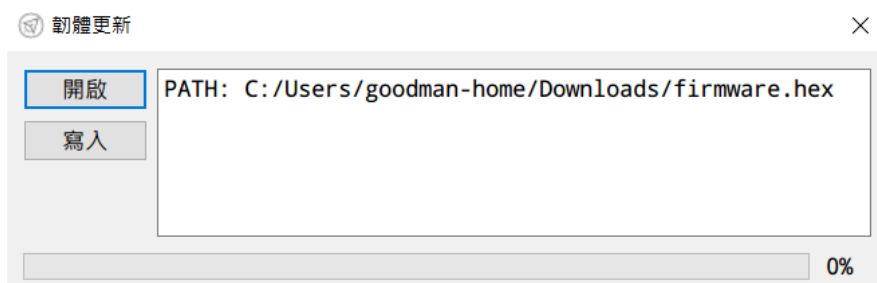 韌體更新
開啟
PATH: C:/Users/goodman-home/Downloads/firmware.hex
寫入
0%